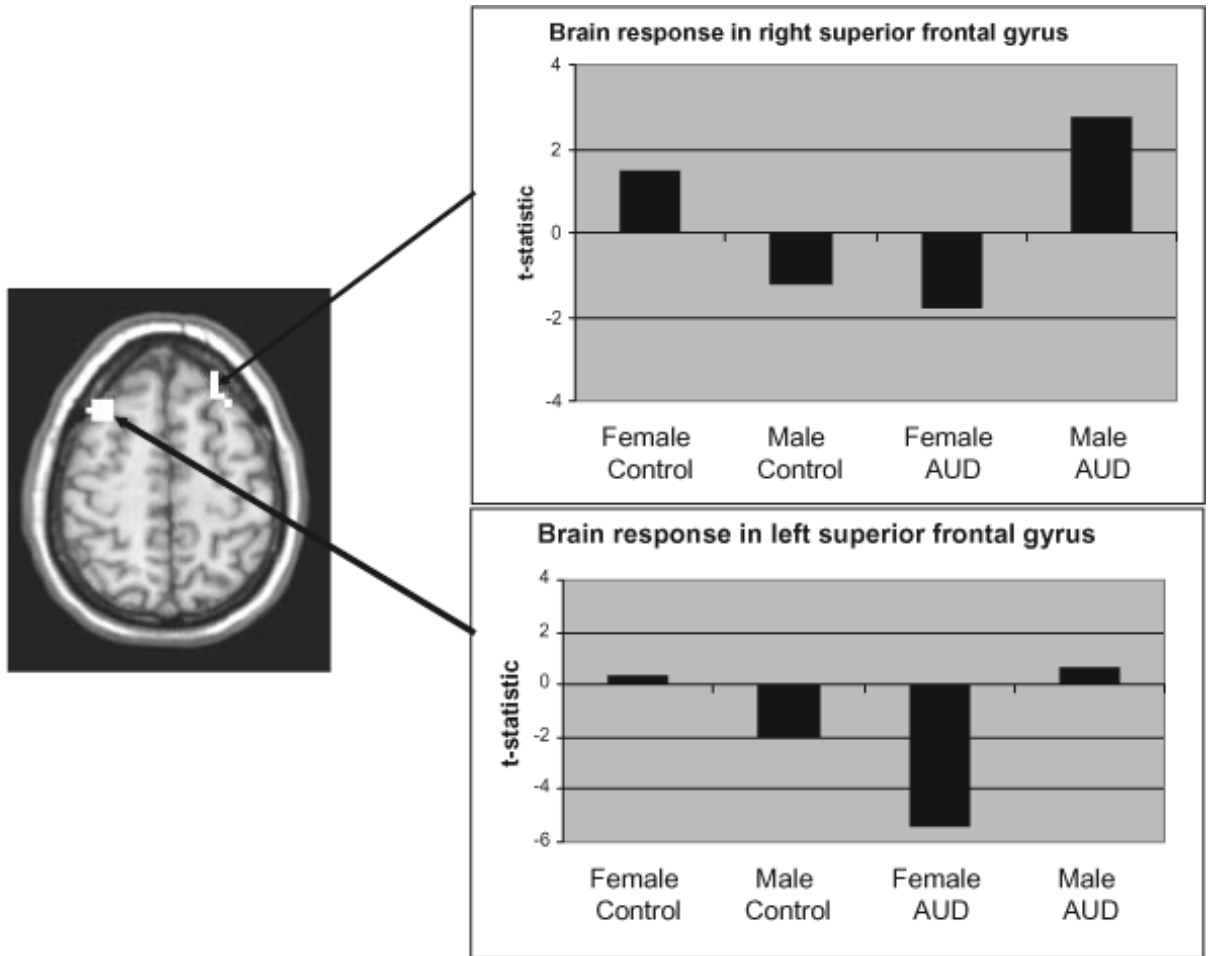 Brain response in right superior frontal gyrus
4
2
0
-2
-4
t-statistic
Female Control
Male Control
Female AUD
Male AUD
Brain response in left superior frontal gyrus
4
2
0
-2
-4
-6
t-statistic
Female Control
Male Control
Female AUD
Male AUD